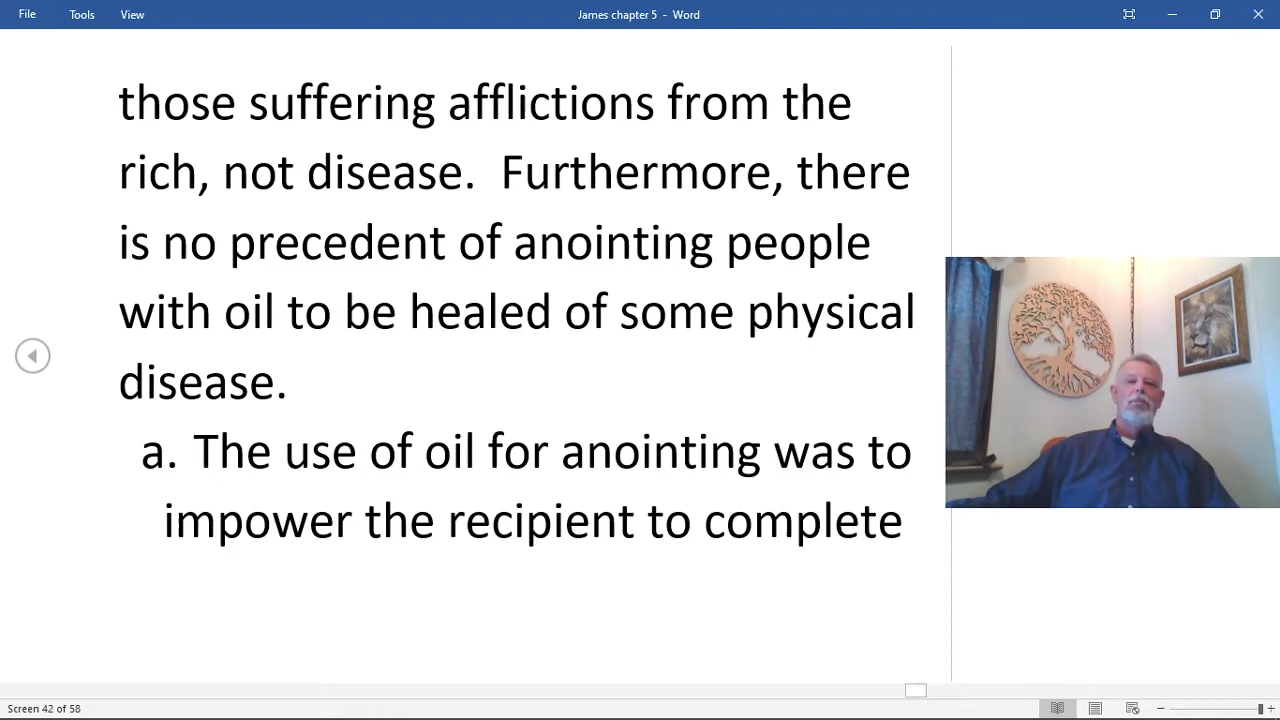 File Tools View James chapter 5 - Word
those suffering afflictions from the
rich, not disease.  Furthermore, there
is no precedent of anointing people
with oil to be healed of some physical
disease.
a. The use of oil for anointing was to
impower the recipient to complete
Screen 42 of 58